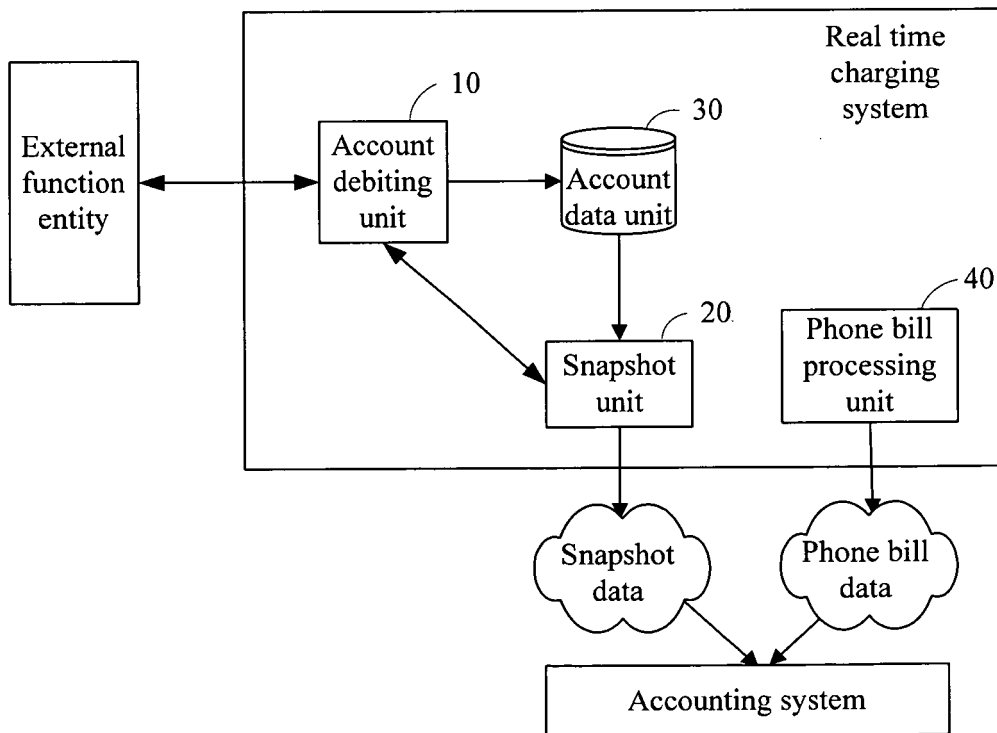 Real time
charging
system
10
30
External
function
entity
Account
debiting
unit
Account
data unit
20
40
Snapshot
unit
Phone bill
processing
unit
Snapshot
data
Phone bill
data
Accounting system